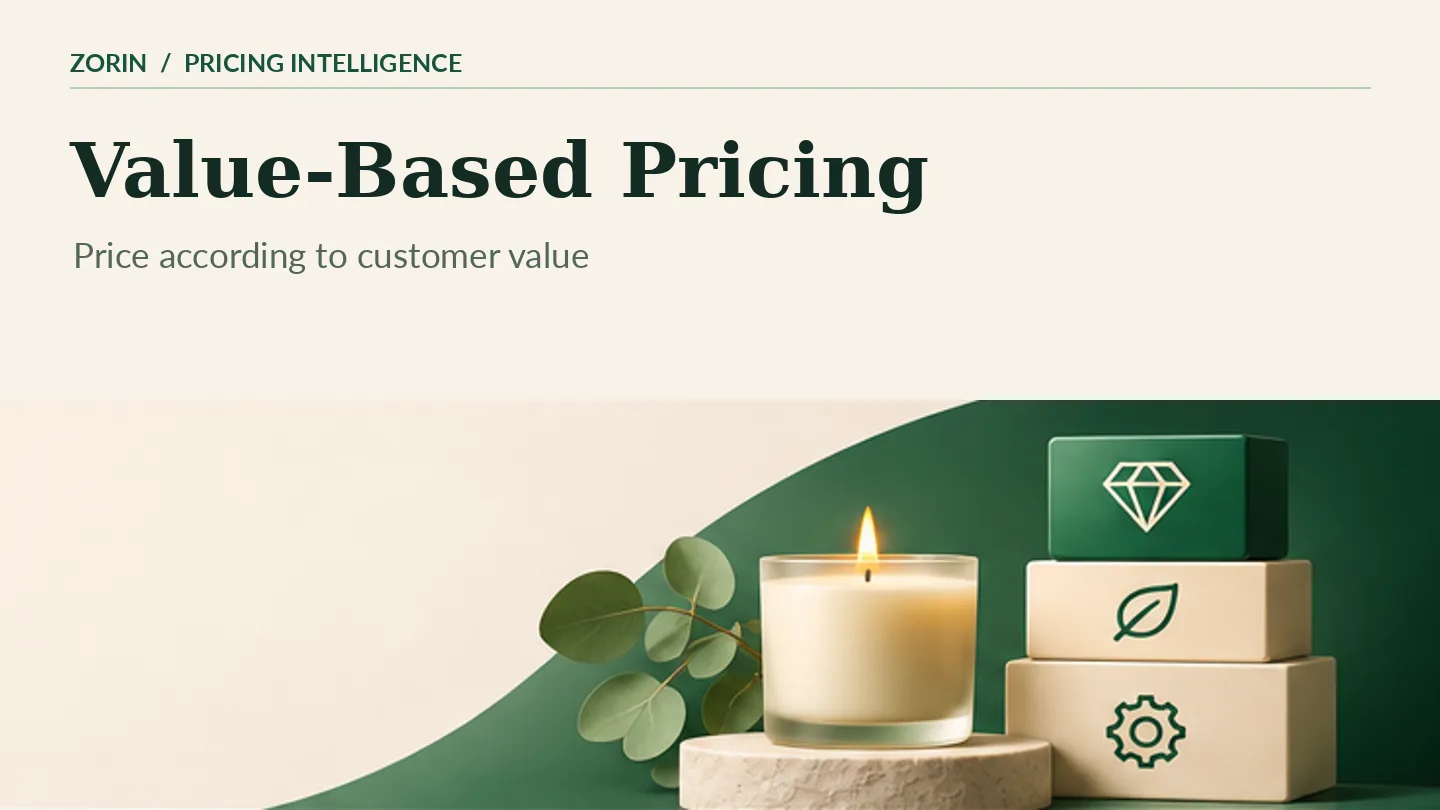 ZORIN / PRICING INTELLIGENCE
Value-Based Pricing
Price according to customer value